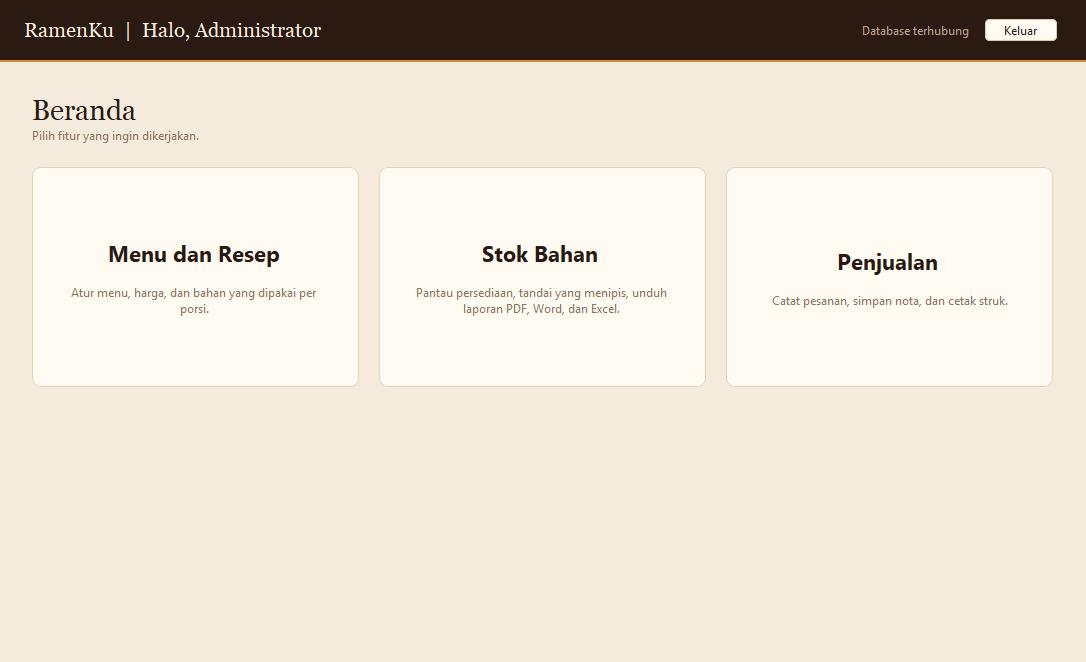 RamenKu | Halo, Administrator
Database terhubung
Keluar
Beranda
Pilih fitur yang ingin dikerjakan.
Menu dan Resep
Atur menu, harga, dan bahan yang dipakai per
porsi.
Stok Bahan
Pantau persediaan, tandai yang menipis, unduh
laporan PDF, Word, dan Excel.
Penjualan
Catat pesanan, simpan nota, dan cetak struk.